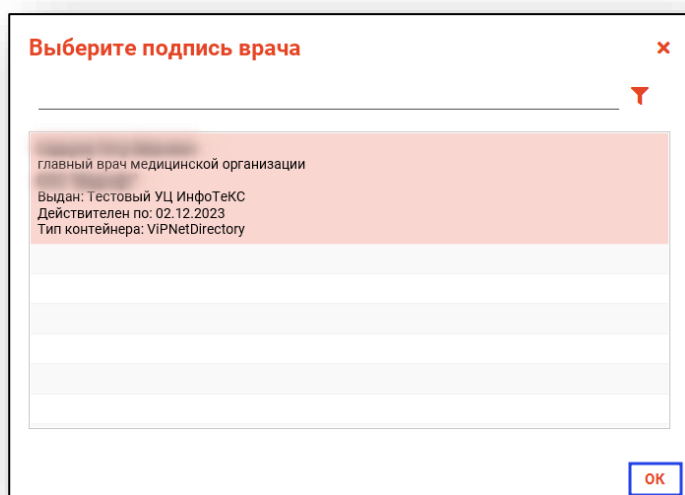 Выберите подпись врача
главный врач медицинской организации
Выдан: Тестовый УЦ ИнфоТеКС
Действителен по: 02.12.2023
Тип контейнера: ViPNetDirectory
ОК